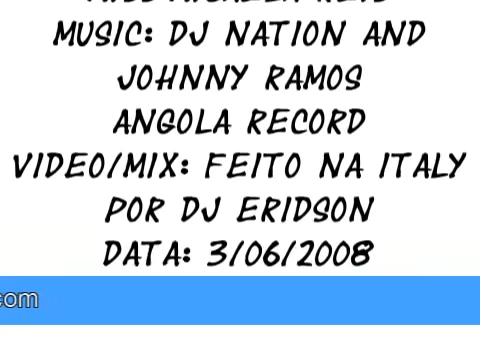 MUSIC: DJ NATION AND
JOHNNY RAMOS
ANGOLA RECORD
VIDEO/MIX: FEITO NA ITALY
POR DJ ERIDSON
DATA: 3/06/2008
com